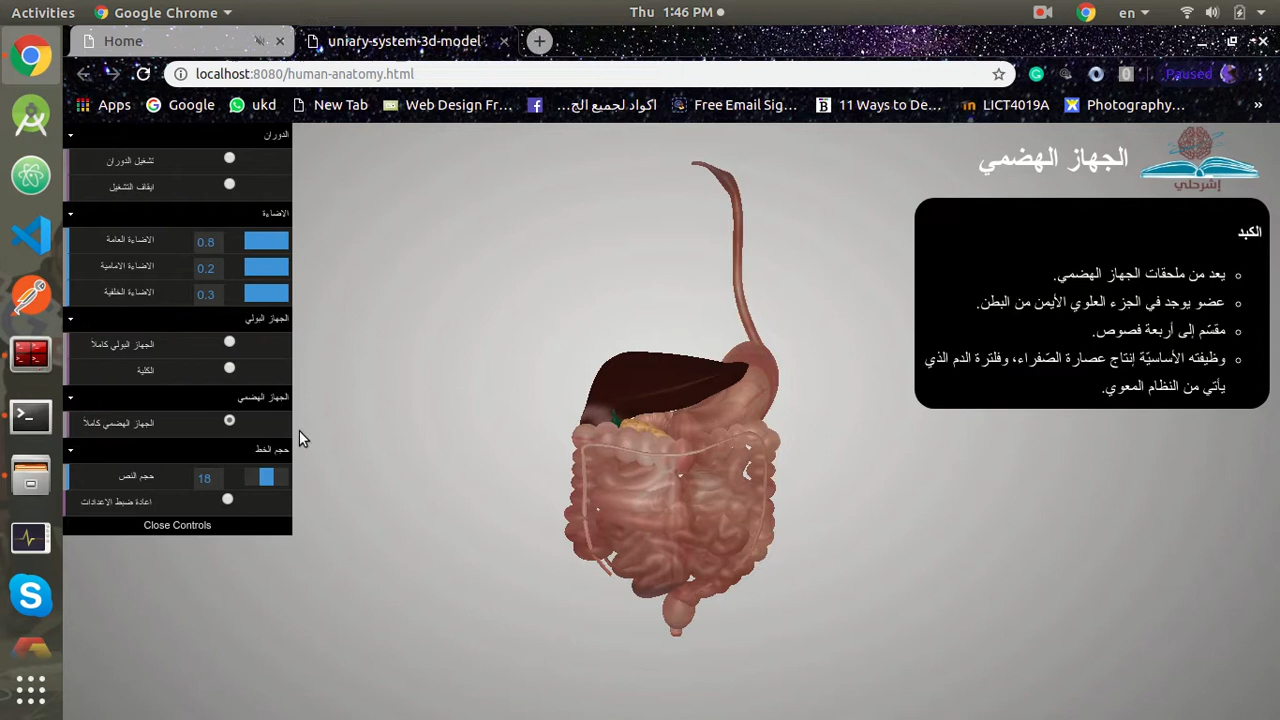 Activities
Google Chrome
Thu 1:46 PM
en
Home
uniary-system-3d-model
localhost:8080/human-anatomy.html
Paused
Apps
Google
ukd
New Tab
Web Design Fr...
اكواد لجميع الج...
Free Email Sig...
11 Ways to De...
LICT4019A
Photography...
»
الدوران
تشغيل الدوران
ايقاف التشغيل
الاضاءة
الاضاءة العامة 0.8
الاضاءة الامامية 0.2
الاضاءة الخلفية 0.3
الجهاز البولي
الجهاز البولي كاملاً
الكلية
الجهاز الهضمي
الجهاز الهضمي كاملاً
حجم الخط
حجم النص 18
اعادة ضبط الإعدادات
Close Controls
الجهاز الهضمي
إشرحلي
الكبد
يعد من ملحقات الجهاز الهضمي.
عضو يوجد في الجزء العلوي الأيمن من البطن.
مقسّم إلى أربعة فصوص.
وظيفته الأساسيّة إنتاج عصارة الصّفراء، وفلترة الدم الذي
يأتي من النظام المعوي.